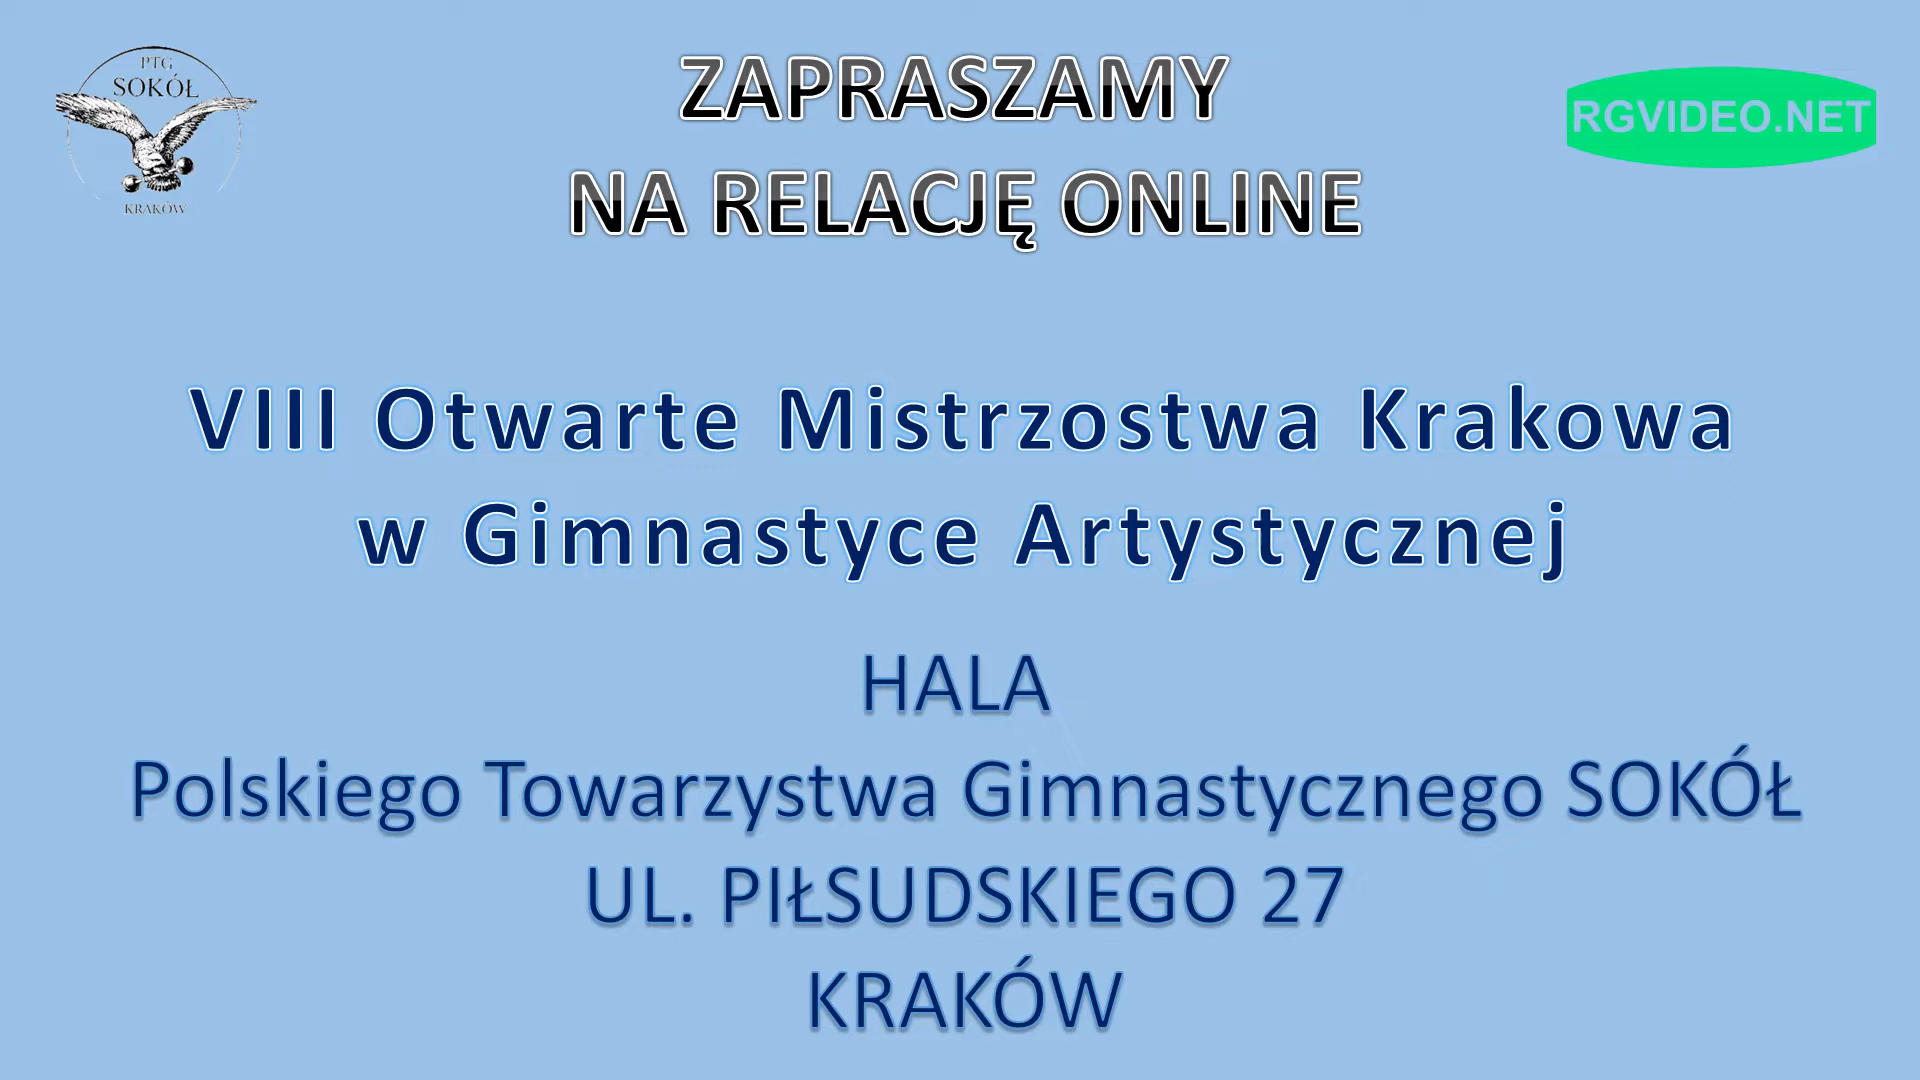 PTG
SOKÓŁ
KRAKÓW
ZAPRASZAMY
NA RELACJĘ ONLINE
RGVIDEO.NET
VIII Otwarte Mistrzostwa Krakowa
w Gimnastyce Artystycznej
HALA
Polskiego Towarzystwa Gimnastycznego SOKÓŁ
UL. PIŁSUDSKIEGO 27
KRAKÓW